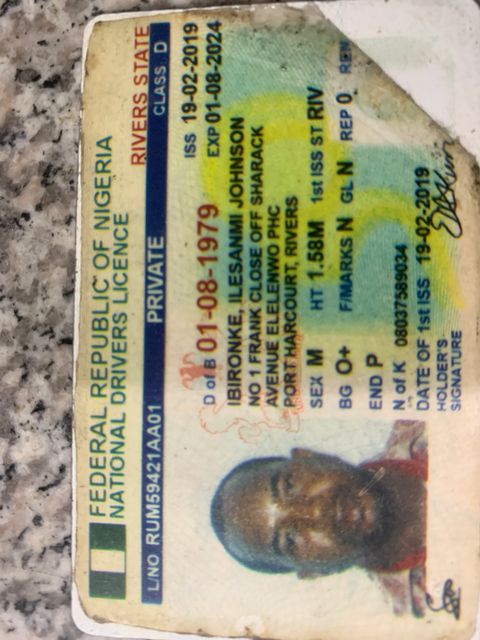 FEDERAL REPUBLIC OF NIGERIA
NATIONAL DRIVERS LICENCE
RIVERS STATE
L/NO RUM59421AA01 PRIVATE CLASS D
ISS 19-02-2019
D of B 01-08-1979 EXP 01-08-2024
IBIRONKE, ILESANMI JOHNSON
NO 1 FRANK CLOSE OFF SHARACK
AVENUE ELELENWO PHC
PORT HARCOURT, RIVERS
SEX M HT 1.58M 1st ISS ST RIV
BG O+ F/MARKS N GL N REP 0 REN
END P
N of K 08037589034
DATE OF 1st ISS 19-02-2019
HOLDER'S
SIGNATURE